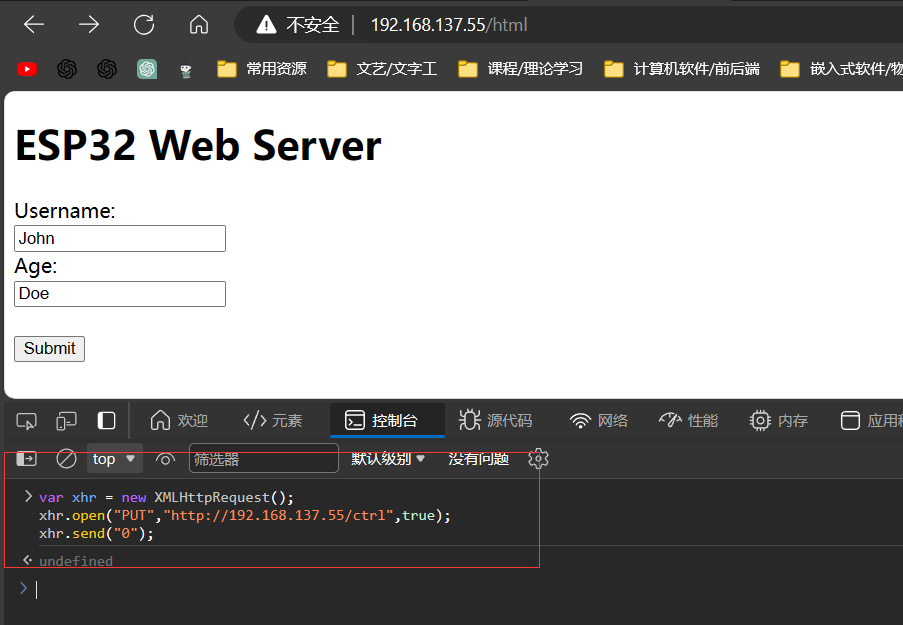 不安全 192.168.137.55/html
常用资源 文艺/文字工 课程/理论学习 计算机软件/前后端 嵌入式软件/物
ESP32 Web Server
Username:
John
Age:
Doe
Submit
欢迎 元素 控制台 源代码 网络 性能 内存 应用程
top 筛选器 默认级别 没有问题
var xhr = new XMLHttpRequest();
xhr.open("PUT","http://192.168.137.55/ctrl",true);
xhr.send("0");
undefined